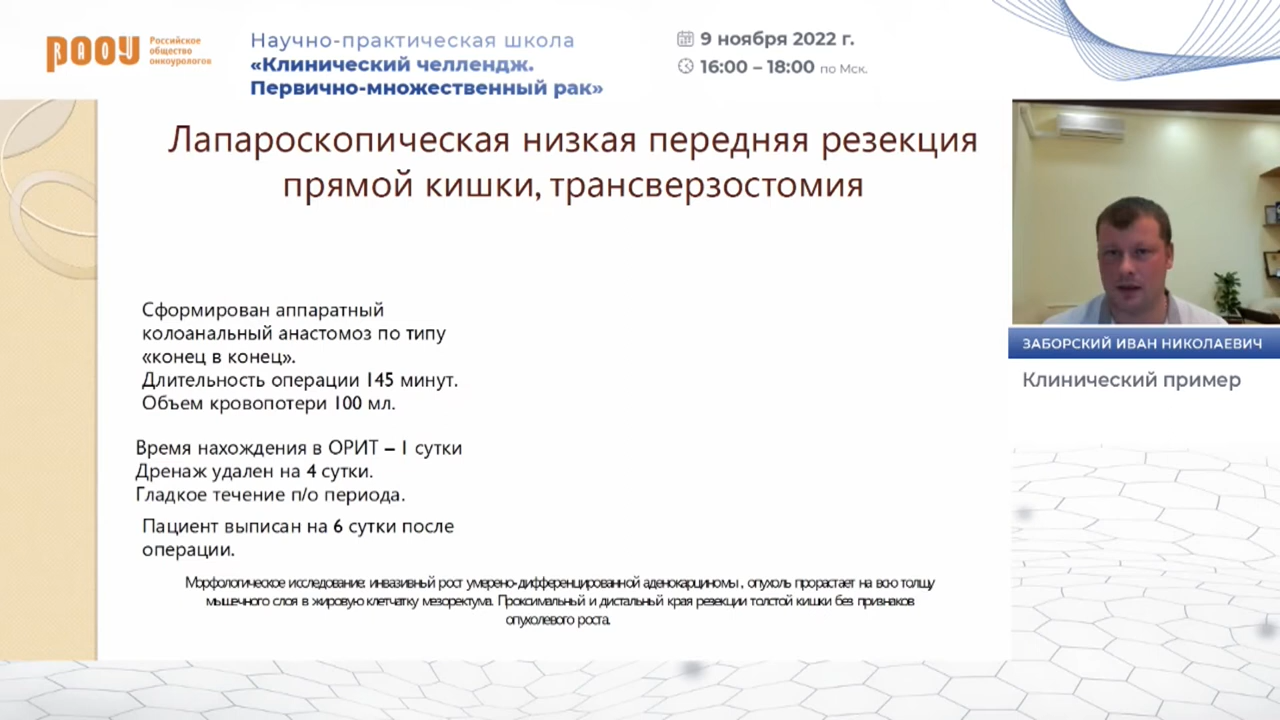 РАОУ
Российское
общество
онкоурологов
Научно-практическая школа
«Клинический челлендж.
Первично-множественный рак»
9 ноября 2022 г.
16:00 – 18:00 по Мск.
Лапароскопическая низкая передняя резекция
прямой кишки, трансверзостомия
Сформирован аппаратный
колоанальный анастомоз по типу
«конец в конец».
Длительность операции 145 минут.
Объем кровопотери 100 мл.
Время нахождения в ОРИТ – 1 сутки
Дренаж удален на 4 сутки.
Гладкое течение п/о периода.
Пациент выписан на 6 сутки после
операции.
Морфологическое исследование: инвазивный рост умерено-дифференцированной аденокарциномы , опухоль прорастает на всю толщу
мышечного слоя в жировую клетчатку мезоректума. Проксимальный и дистальный края резекции толстой кишки без признаков
опухолевого роста.
ЗАБОРСКИЙ ИВАН НИКОЛАЕВИЧ
Клинический пример